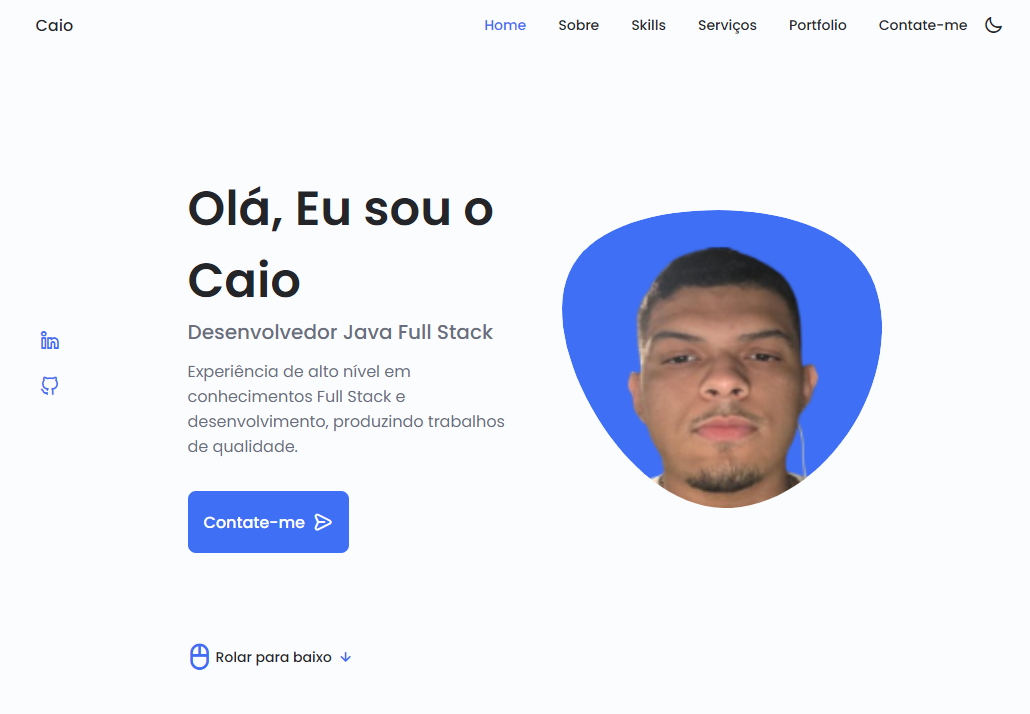 Caio
Home Sobre Skills Serviços Portfolio Contate-me
Olá, Eu sou o
Caio
Desenvolvedor Java Full Stack
Experiência de alto nível em
conhecimentos Full Stack e
desenvolvimento, produzindo trabalhos
de qualidade.
Contate-me
Rolar para baixo